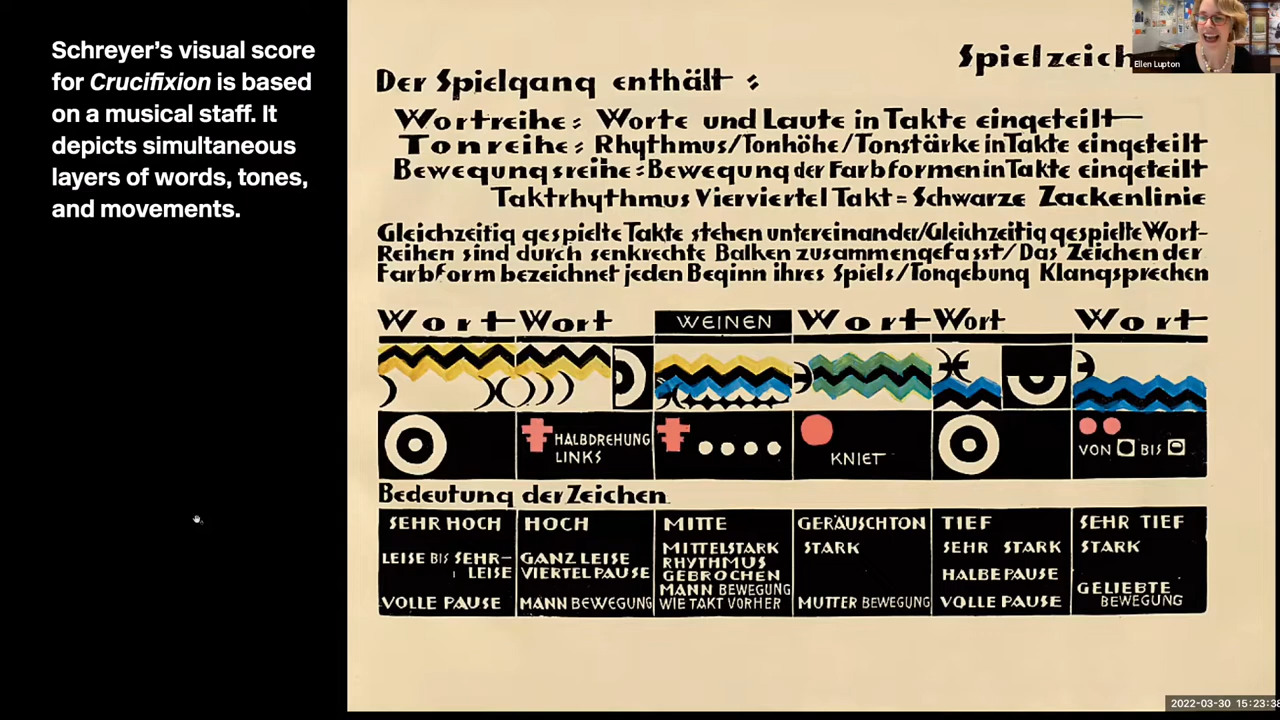 Schreyer's visual score
for Crucifixion is based
on a musical staff. It
depicts simultaneous
layers of words, tones,
and movements.
Ellen Lupton
Der Spielgang enthält :
Wortreihe: Worte und Laute in Takte eingeteilt
Tonreihe: Rhythmus/Tonhöhe/Tonstärke in Takte eingeteilt
Bewegungsreihe: Bewegung der Farbformen in Takte eingeteilt
Taktrhythmus Vierviertel Takt = Schwarze Zackenlinie
Gleichzeitig gespielte Takte stehen untereinander/Gleichzeitig gespielte Wort-
Reihen sind durch senkrechte Balken zusammengefasst/Das Zeichen der
Farbform bezeichnet jeden Beginn ihres Spiels/Tongebung Klangsprechen
Wort Wort WEINEN Wort Wort Wort
HALBDREHUNG
LINKS
KNIET
VON BIS
Bedeutung der Zeichen
SEHR HOCH HOCH MITTE GERÄUSCHTON TIEF SEHR TIEF
LEISE BIS SEHR-
LEISE
VOLLE PAUSE
GANZ LEISE
VIERTELPAUSE
MANN BEWEGUNG
MITTELSTARK
RHYTHMUS
GEBROCHEN
MANN BEWEGUNG
WIE TAKT VORHER
STARK
MUTTER BEWEGUNG
SEHR STARK
HALBE PAUSE
VOLLE PAUSE
STARK
GELIEBTE
BEWEGUNG
2022-03-30 15:23:38